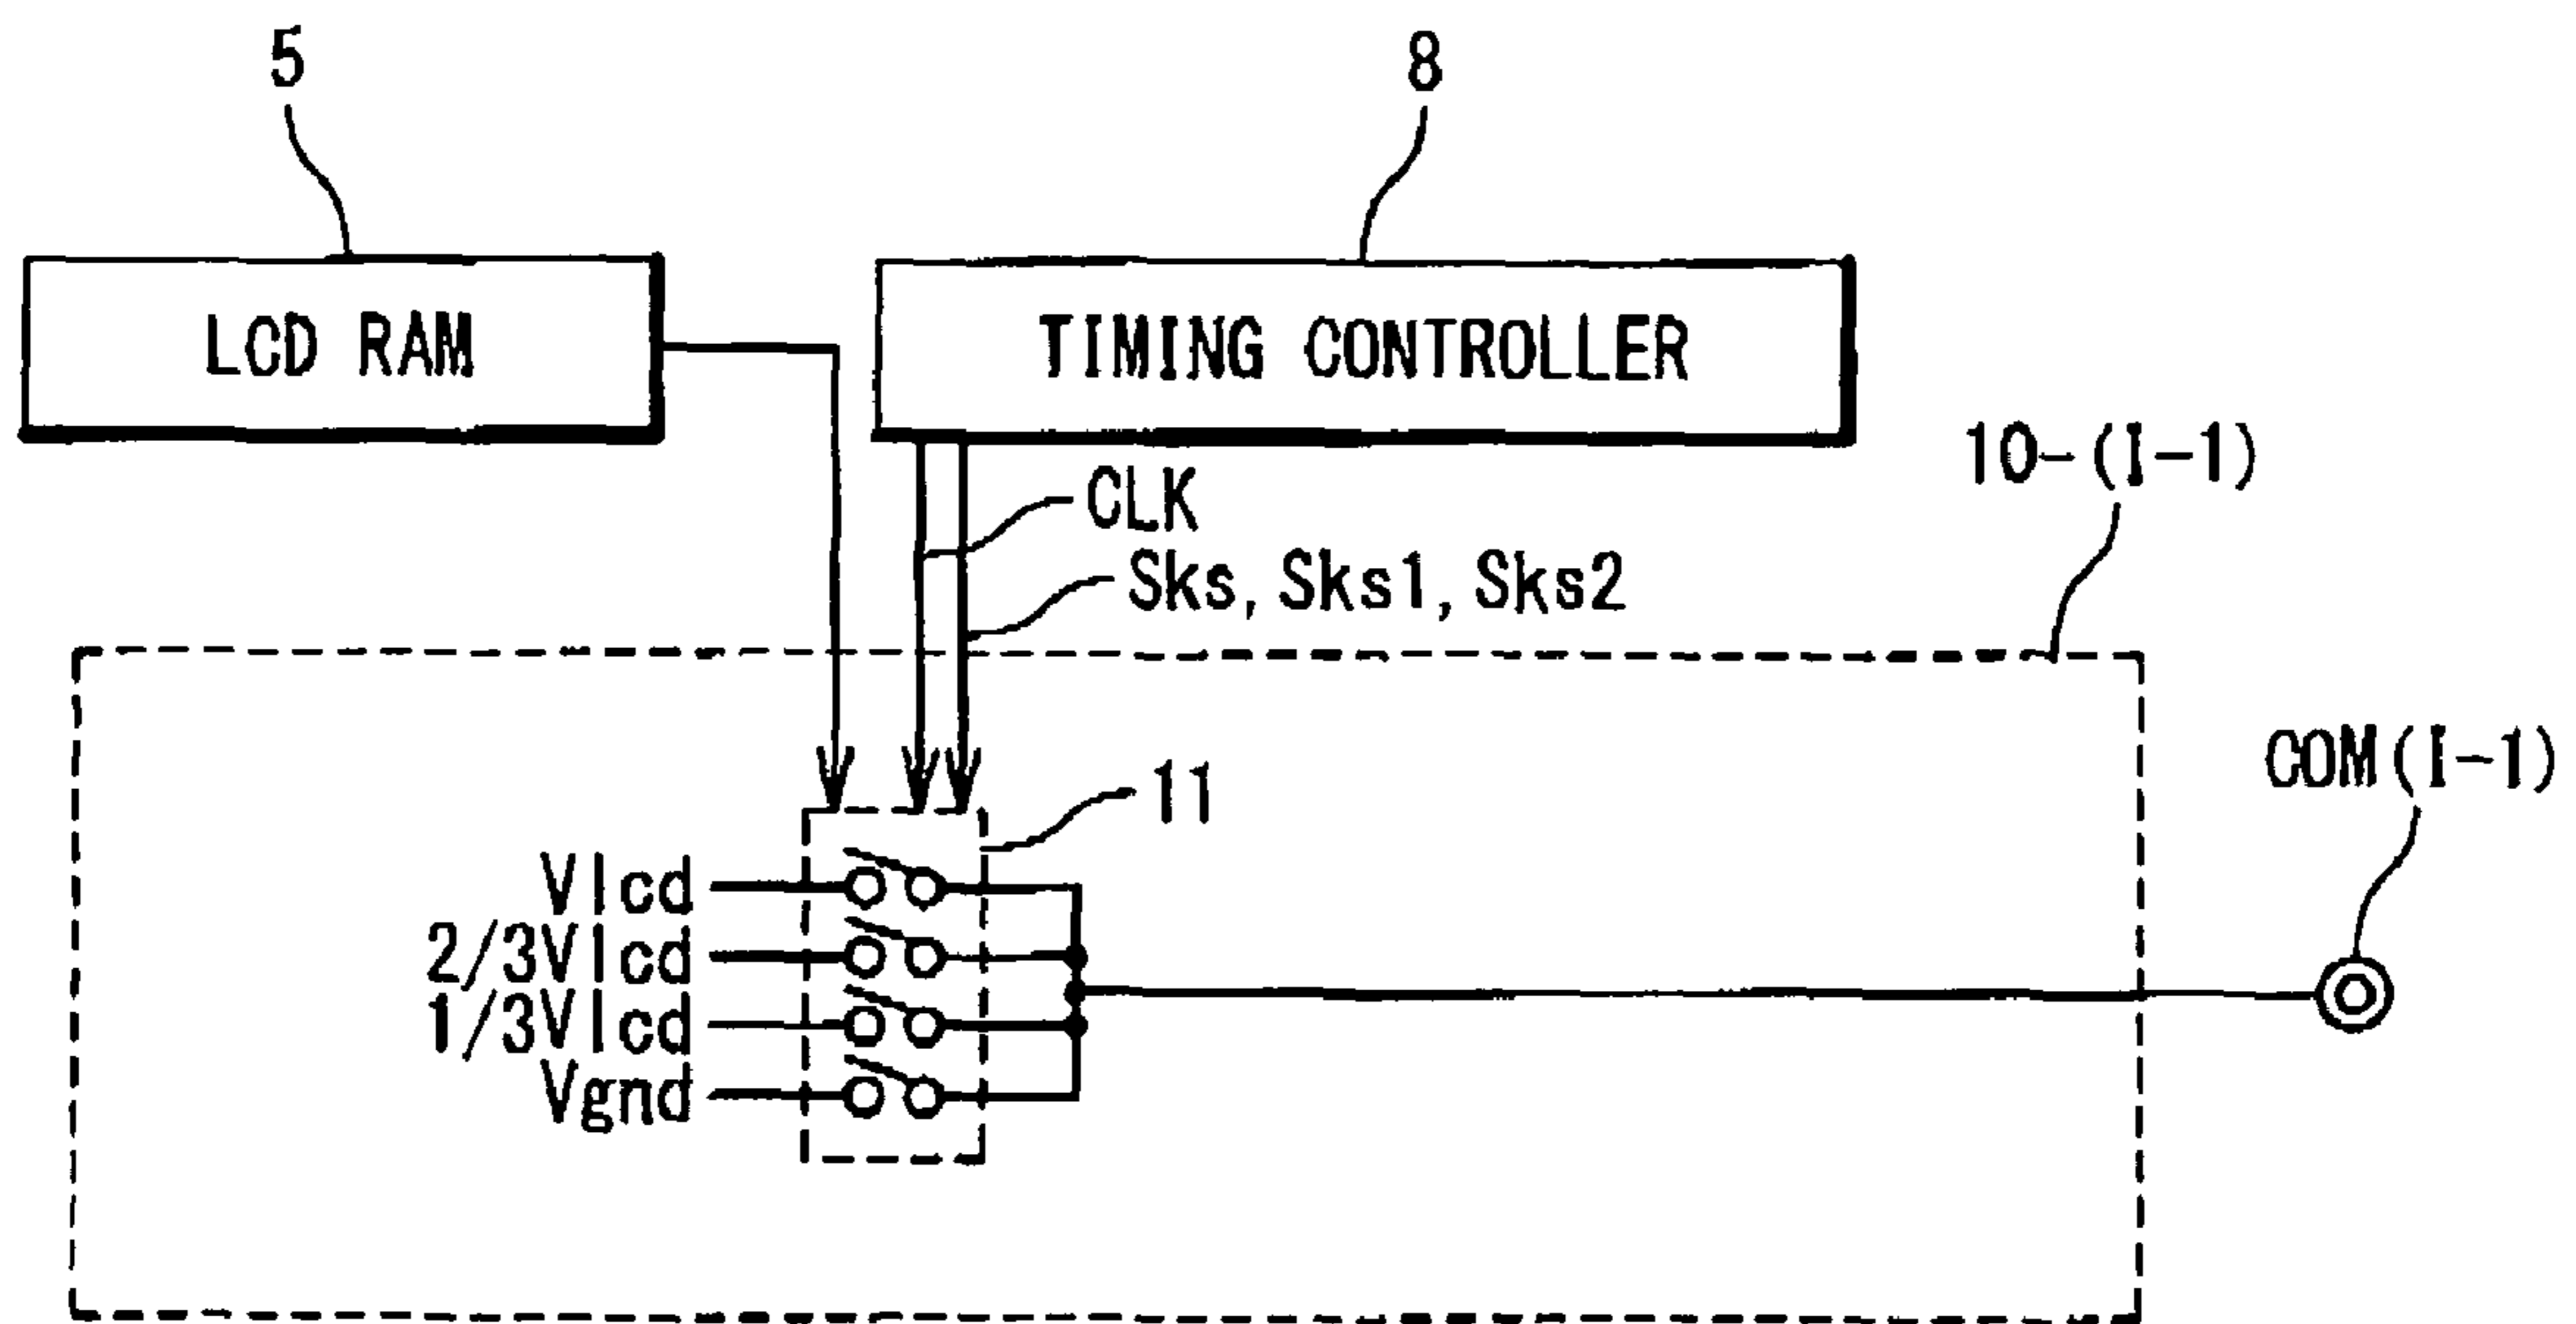 5
8
LCD RAM
TIMING CONTROLLER
10-(I-1)
CLK
Sks, Sks1, Sks2
COM(I-1)
11
Vlcd
2/3Vlcd
1/3Vlcd
Vgnd